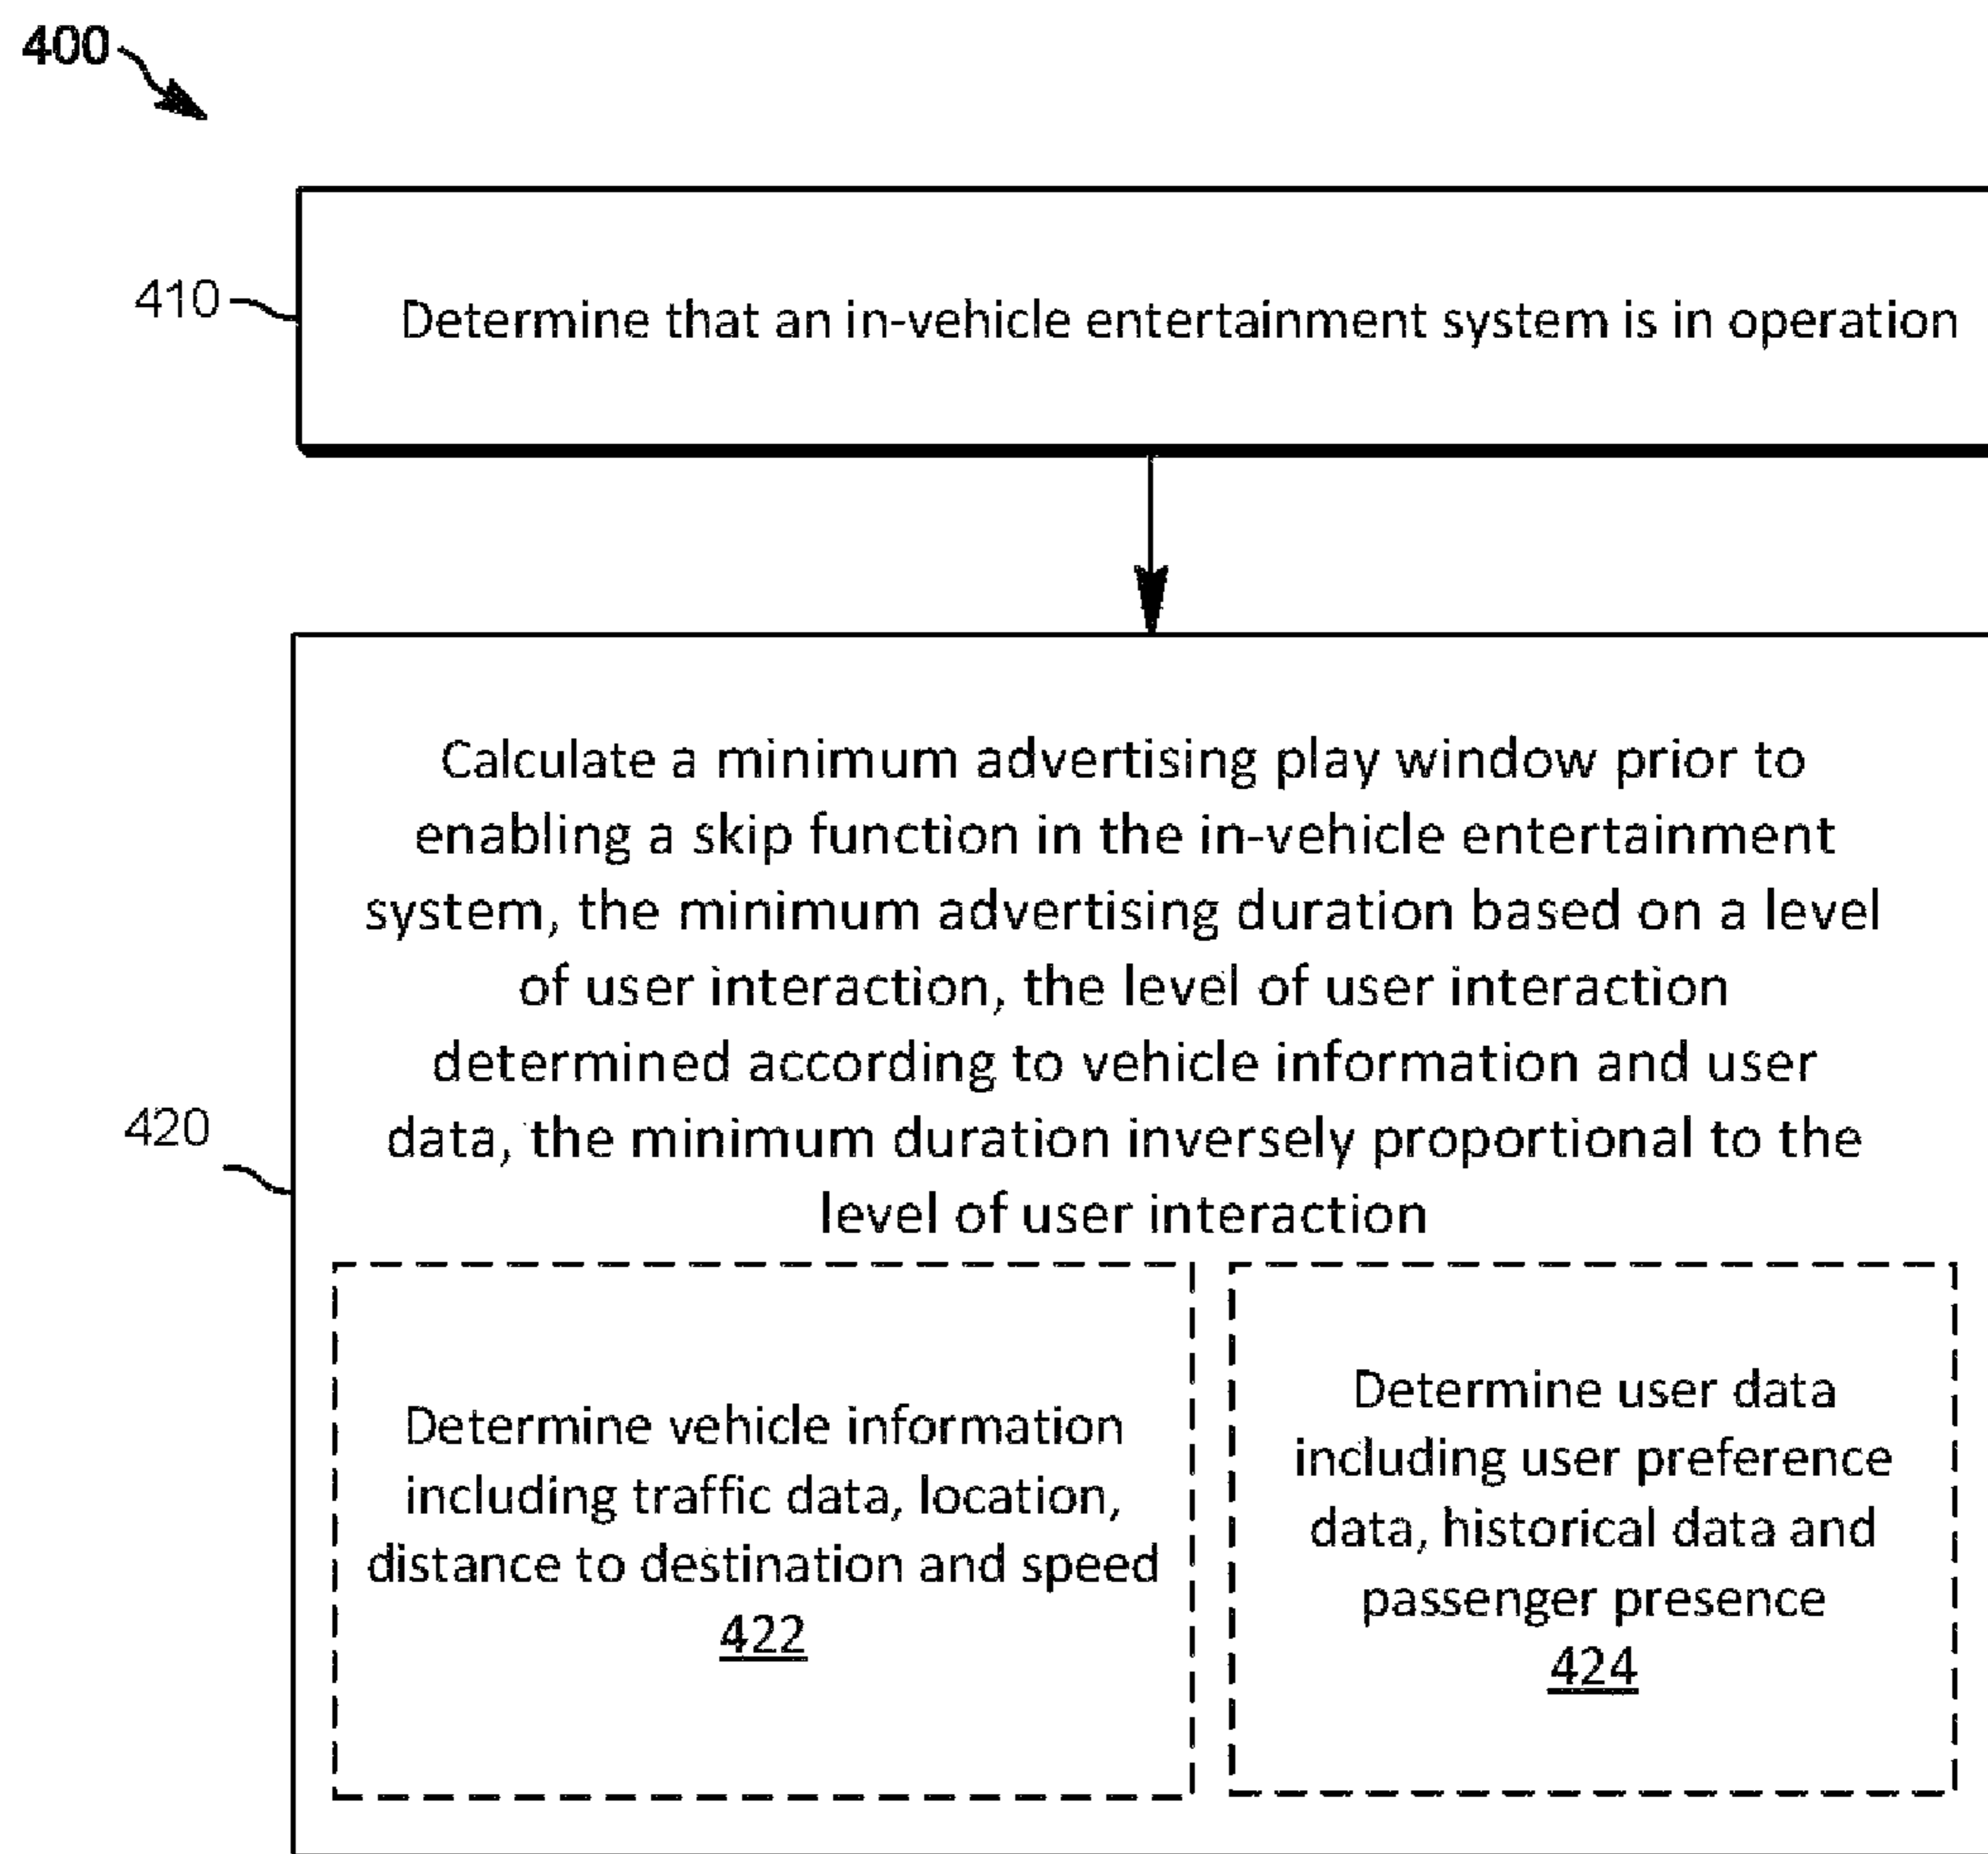 400
410
Determine that an in-vehicle entertainment system is in operation
Calculate a minimum advertising play window prior to
enabling a skip function in the in-vehicle entertainment
system, the minimum advertising duration based on a level
of user interaction, the level of user interaction
determined according to vehicle information and user
data, the minimum duration inversely proportional to the
level of user interaction
420
Determine vehicle information
including traffic data, location,
distance to destination and speed
422
Determine user data
including user preference
data, historical data and
passenger presence
424